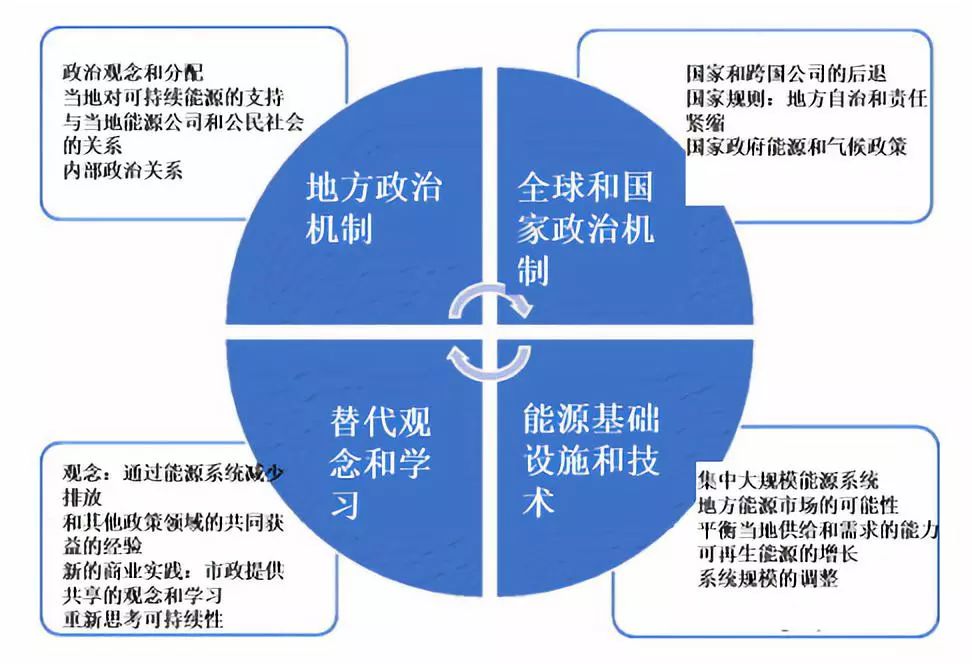 政治观念和分配
当地对可持续能源的支持
与当地能源公司和公民社会
的关系
内部政治关系
国家和跨国公司的后退
国家规则：地方自治和责任
紧缩
国家政府能源和气候政策
地方政治
机制
全球和国
家政治机
制
替代观
念和学
习
能源基础
设施和技
术
观念：通过能源系统减少
排放
和其他政策领域的共同获
益的经验
新的商业实践：市政提供
共享的观念和学习
重新思考可持续性
集中大规模能源系统
地方能源市场的可能性
平衡当地供给和需求的能力
可再生能源的增长
系统规模的调整